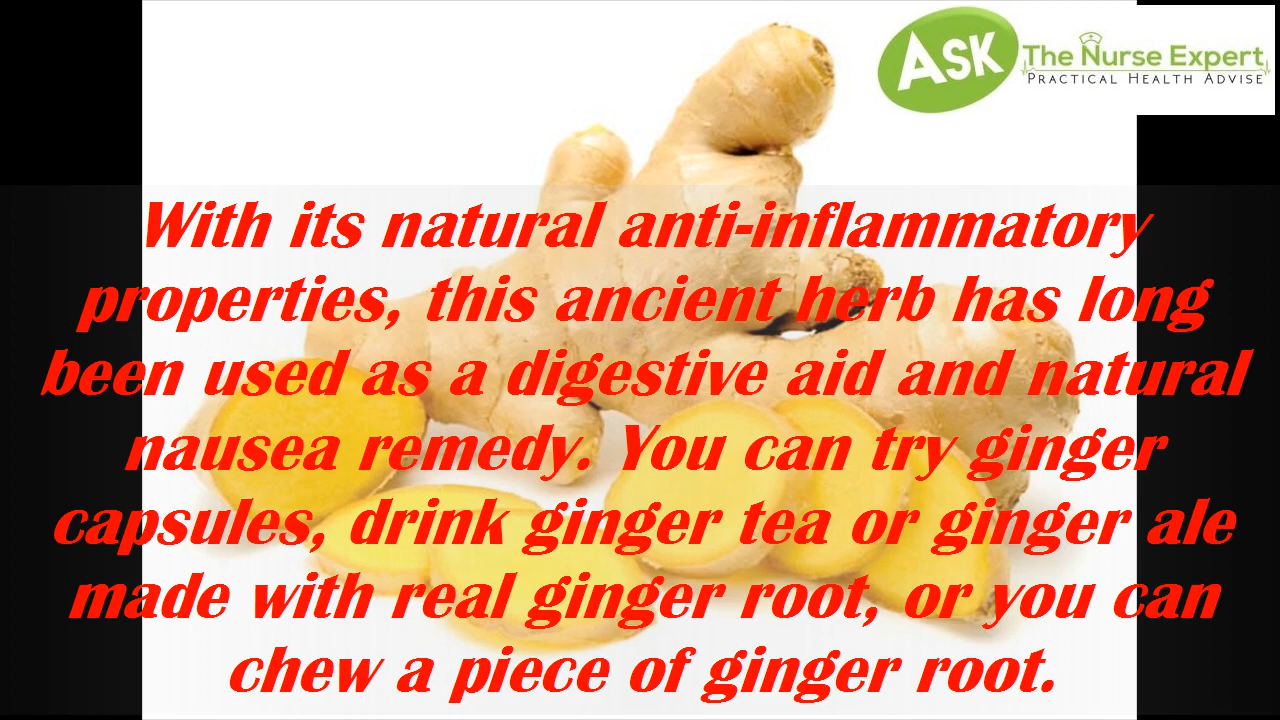 ASK The Nurse Expert
PRACTICAL HEALTH ADVISE
With its natural anti-inflammatory
properties, this ancient herb has long
been used as a digestive aid and natural
nausea remedy. You can try ginger
capsules, drink ginger tea or ginger ale
made with real ginger root, or you can
chew a piece of ginger root.